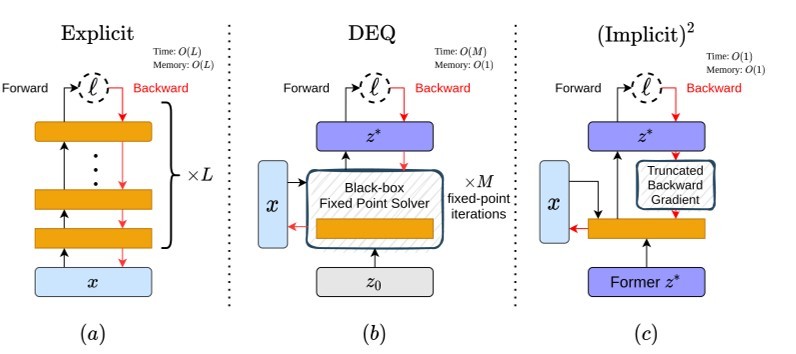 Explicit
Time: O(L)
Memory: O(L)
Forward
ℓ
Backward
×L
x
(a)
DEQ
Time: O(M)
Memory: O(1)
Forward
ℓ
Backward
z*
x
Black-box
Fixed Point Solver
×M
fixed-point
iterations
z₀
(b)
(Implicit)²
Time: O(1)
Memory: O(1)
Forward
ℓ
Backward
z*
x
Truncated
Backward
Gradient
Former z*
(c)